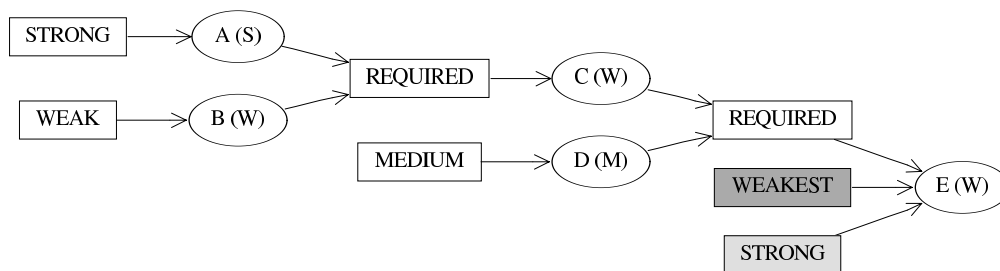 STRONG
A (S)
REQUIRED
C (W)
WEAK
B (W)
REQUIRED
MEDIUM
D (M)
WEAKEST
E (W)
STRONG